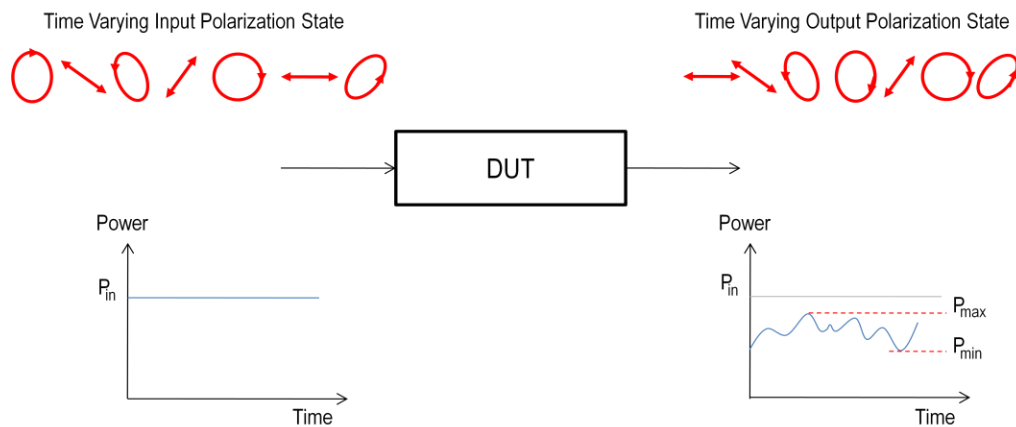 Time Varying Input Polarization State
Time Varying Output Polarization State
DUT
Power
Pin
Time
Power
Pin
Pmax
Pmin
Time